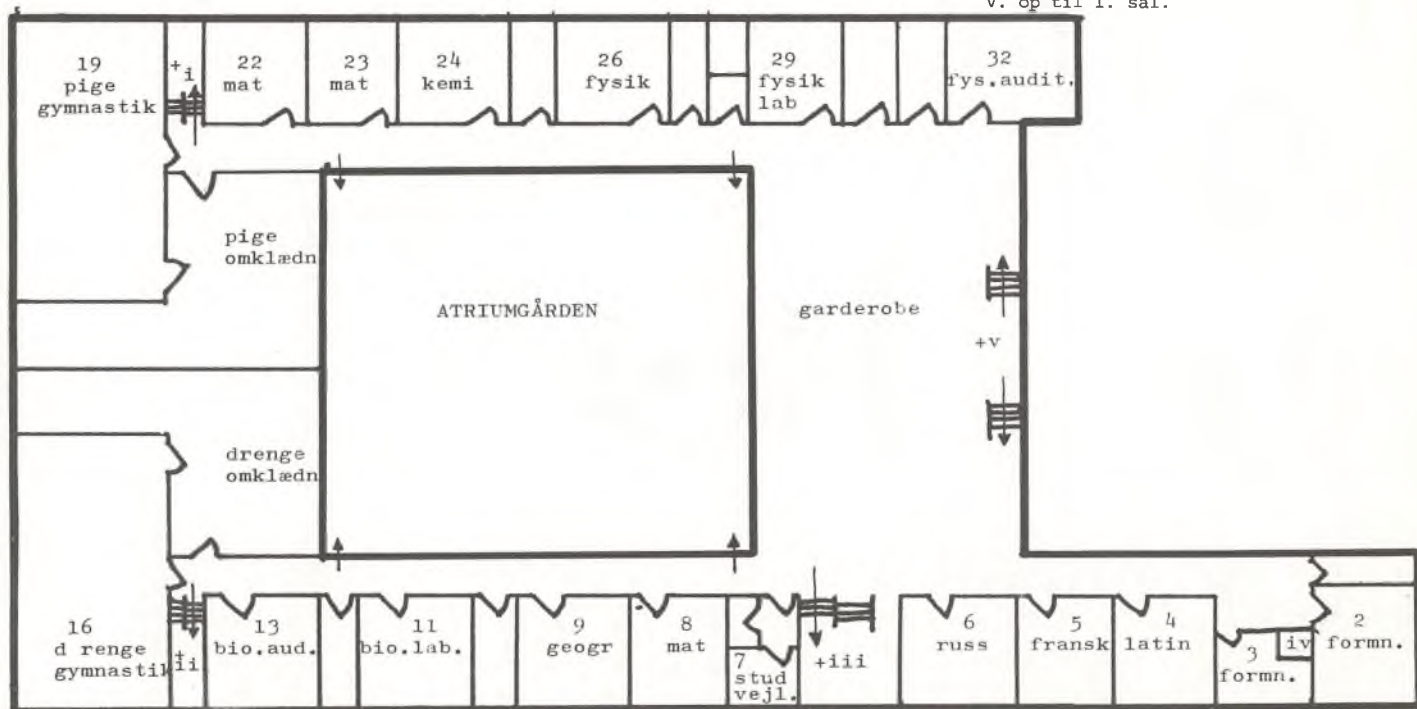 v. op til 1. sal.
19
pige
gymnastik
+i
22
mat
23
mat
24
kemi
26
fysik
29
fysik
lab
32
fys.audit.
pige
omklædn
ATRIUMGÅRDEN
garderobe
+v
drenge
omklædn
16
d renge
gymnastik
+
ii
13
bio.aud.
11
bio.lab.
9
geogr
8
mat
7
stud
vejl.
+iii
6
russ
5
fransk
4
latin
3
formn.
iv
2
formn.